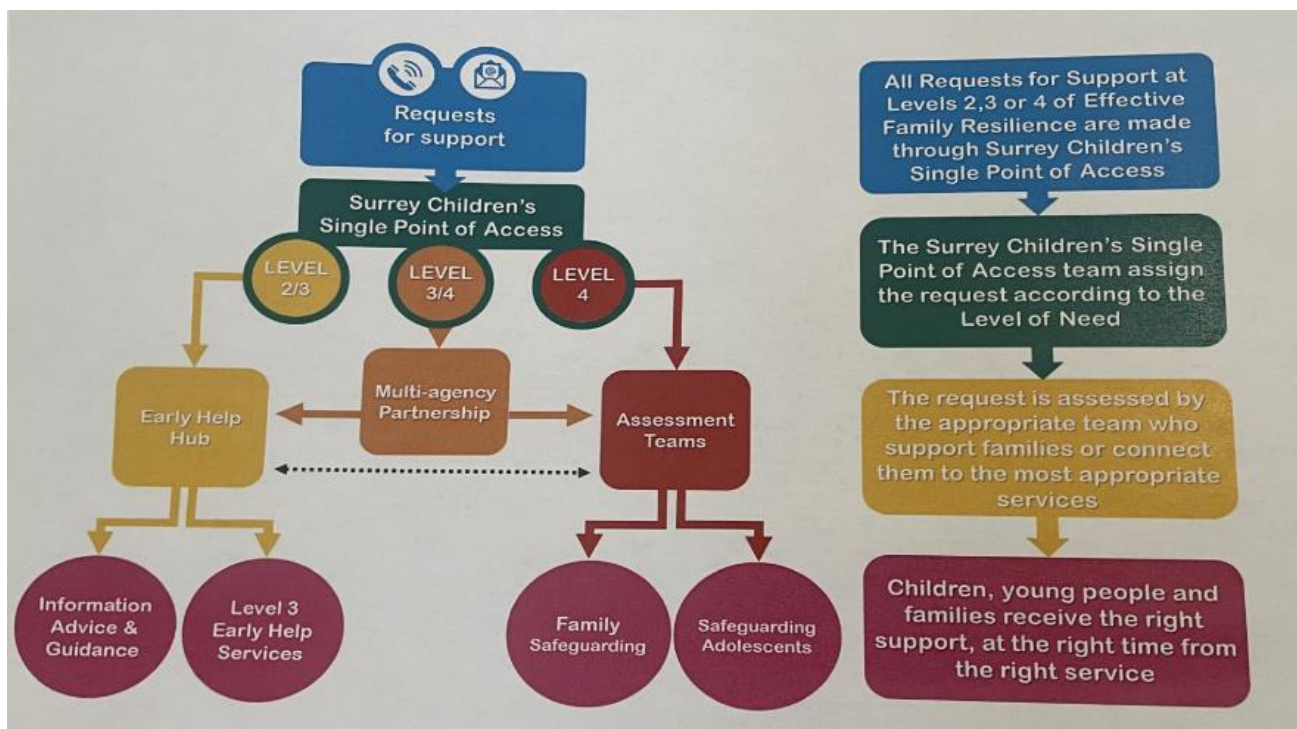 Requests
for support
Surrey Children's
Single Point of Access
LEVEL
2/3
LEVEL
3/4
LEVEL
4
Early Help
Hub
Multi-agency
Partnership
Assessment
Teams
Information
Advice &
Guidance
Level 3
Early Help
Services
Family
Safeguarding
Safeguarding
Adolescents
All Requests for Support at
Levels 2,3 or 4 of Effective
Family Resilience are made
through Surrey Children's
Single Point of Access
The Surrey Children's Single
Point of Access team assign
the request according to the
Level of Need
The request is assessed by
the appropriate team who
support families or connect
them to the most appropriate
services
Children, young people and
families receive the right
support, at the right time from
the right service